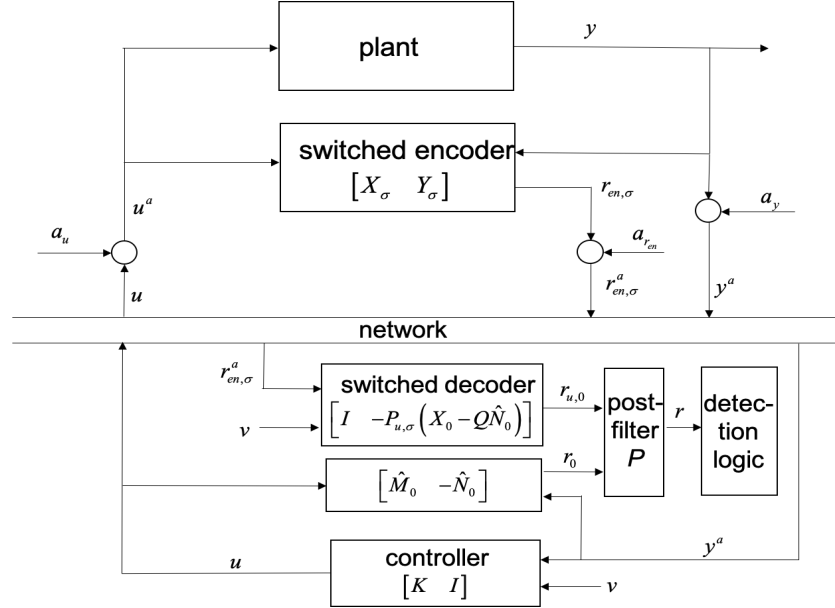 y
plant
switched encoder
[X_σ Y_σ]
u^a
r_{en,σ}
a_y
a_u
a_{r_{en}}
r^a_{en,σ}
y^a
u
network
r^a_{en,σ}
switched decoder
[I −P_{u,σ}(X_0 − QN̂_0)]
v
r_{u,0}
post-
filter
P
r
detec-
tion
logic
r_0
[M̂_0 −N̂_0]
y^a
u
controller
[K I]
v